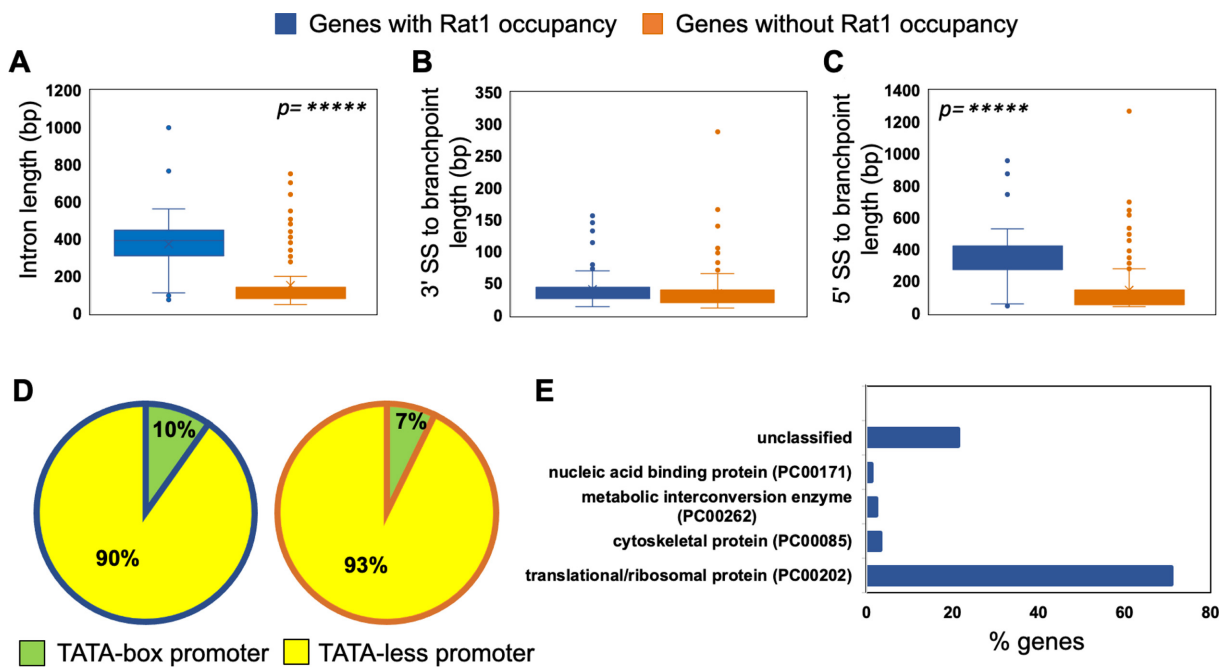 Genes with Rat1 occupancy
Genes without Rat1 occupancy
A
Intron length (bp)
1200
1000
800
600
400
200
0
p= *****
B
3' SS to branchpoint
length (bp)
350
300
250
200
150
100
50
0
C
5' SS to branchpoint
length (bp)
1400
1200
1000
800
600
400
200
0
p= *****
D
10%
90%
7%
93%
TATA-box promoter
TATA-less promoter
E
unclassified
nucleic acid binding protein (PC00171)
metabolic interconversion enzyme
(PC00262)
cytoskeletal protein (PC00085)
translational/ribosomal protein (PC00202)
0
20
40
60
80
% genes